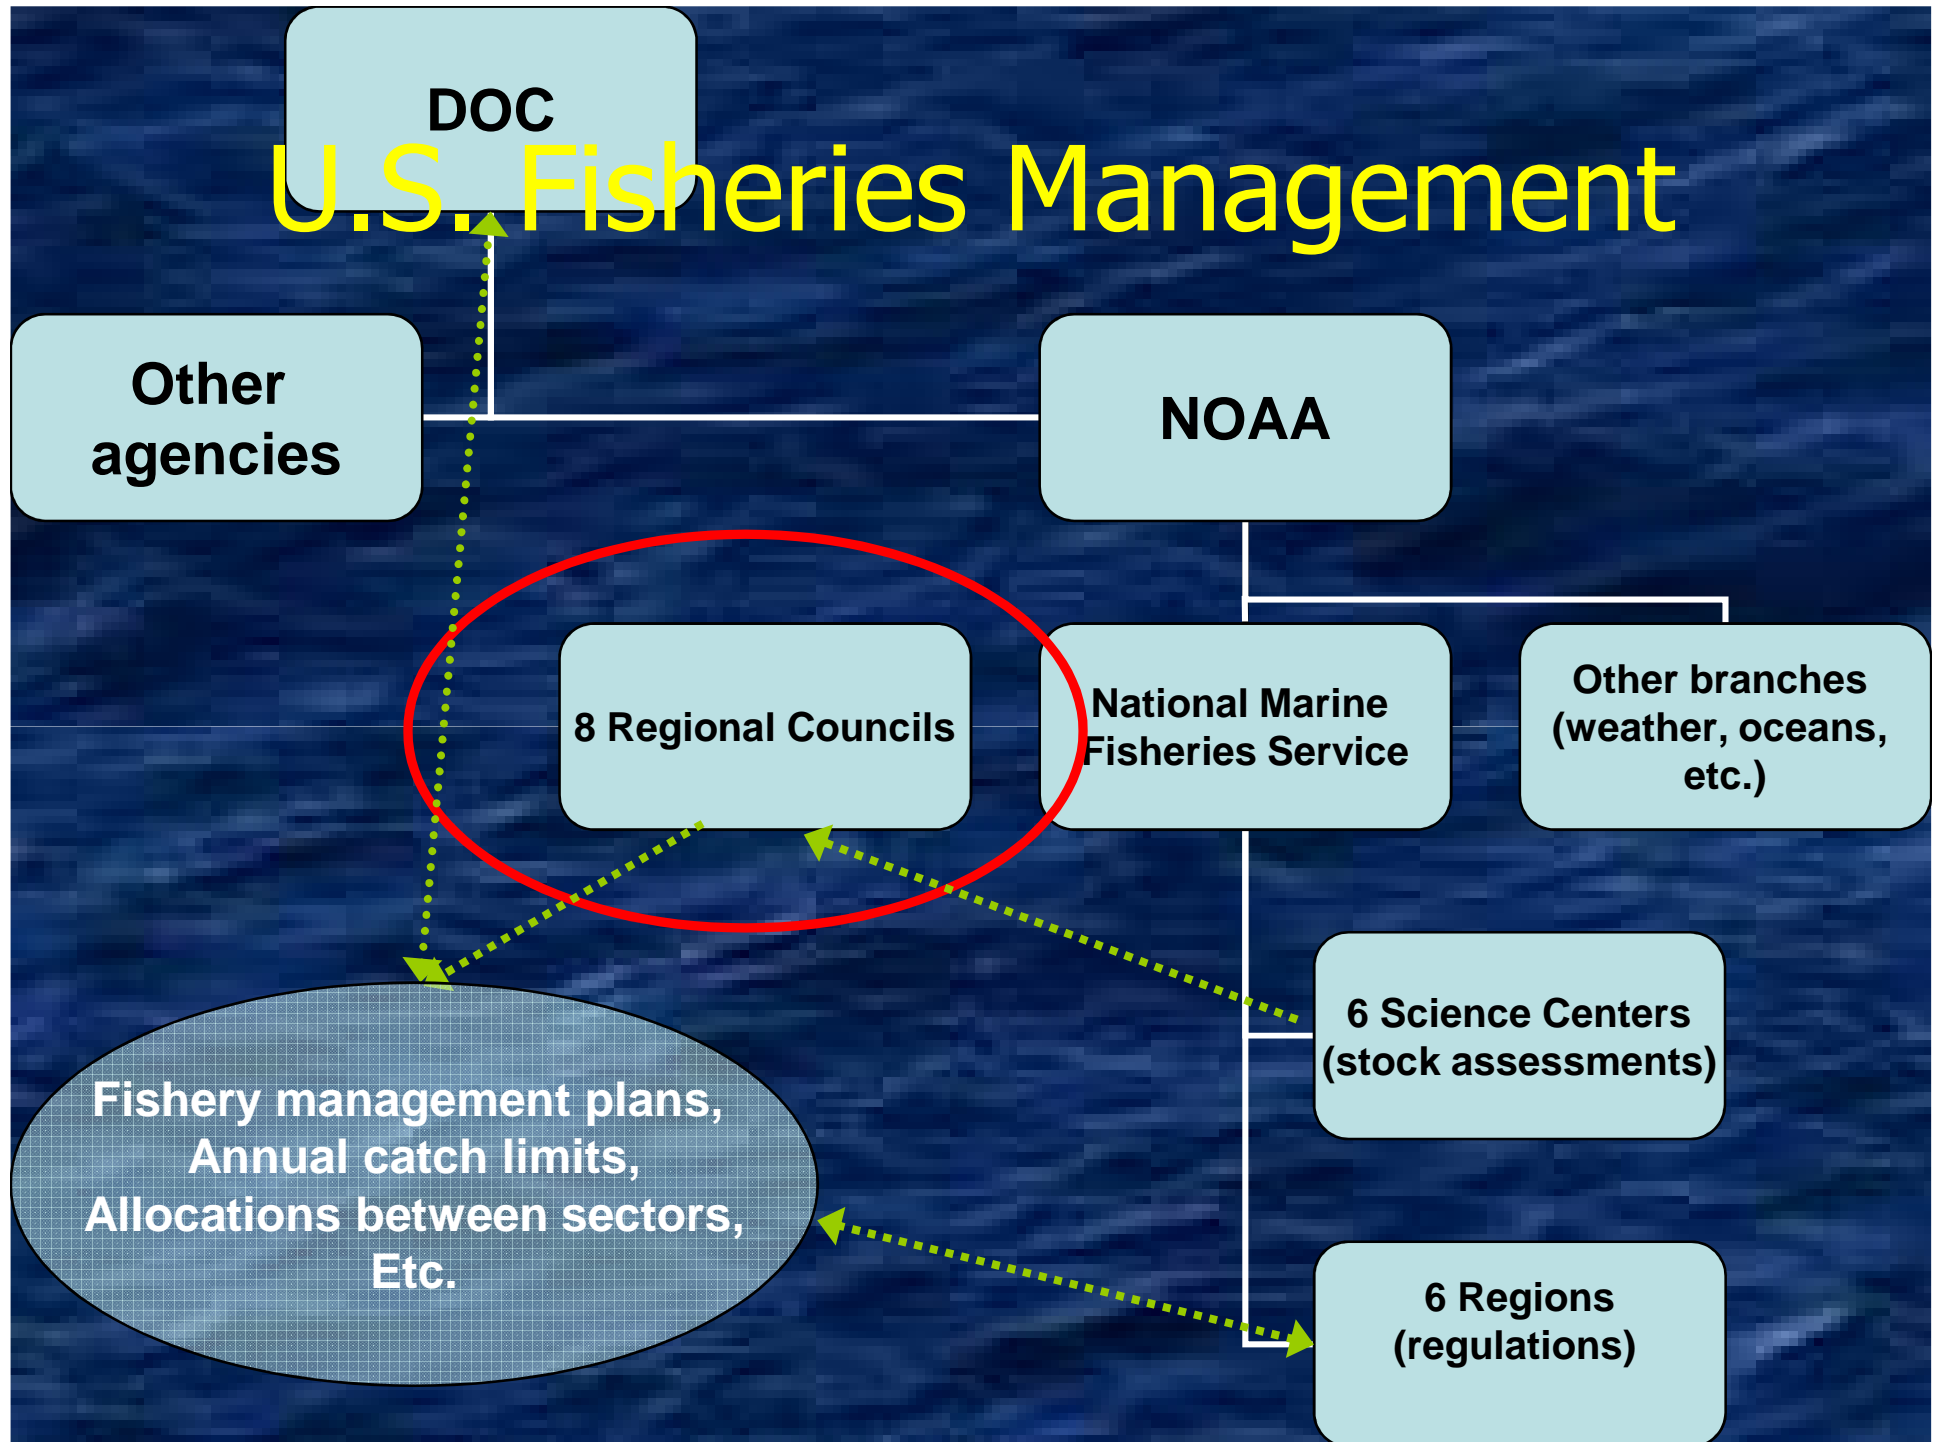 DOC
U.S. Fisheries Management
Other
agencies
NOAA
8 Regional Councils
National Marine
Fisheries Service
Other branches
(weather, oceans,
etc.)
6 Science Centers
(stock assessments)
Fishery management plans,
Annual catch limits,
Allocations between sectors,
Etc.
6 Regions
(regulations)